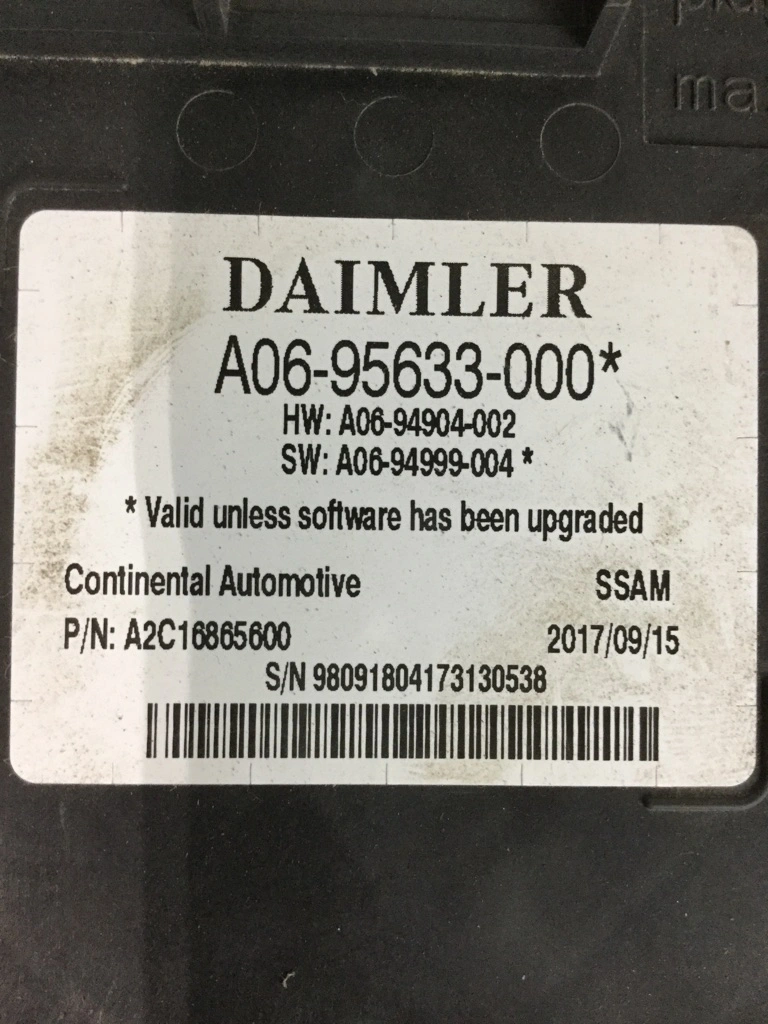 ma
DAIMLER
A06-95633-000*
HW: A06-94904-002
SW: A06-94999-004 *
* Valid unless software has been upgraded
Continental Automotive SSAM
P/N: A2C16865600 2017/09/15
S/N 98091804173130538